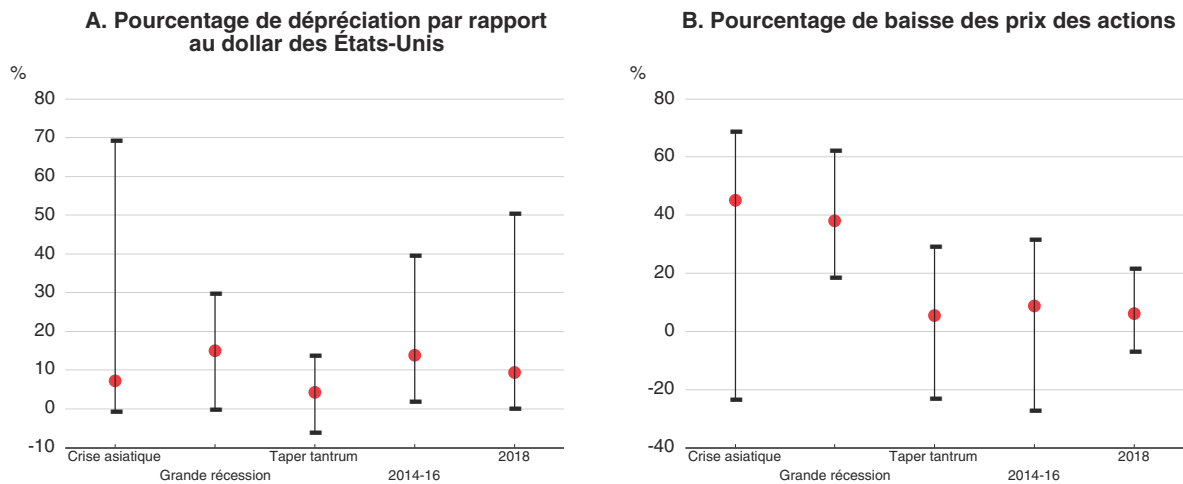 A. Pourcentage de dépréciation par rapport
au dollar des États-Unis
%
80
70
60
50
40
30
20
10
0
-10
Crise asiatique
Grande récession
Taper tantrum
2014-16
2018
B. Pourcentage de baisse des prix des actions
%
80
60
40
20
0
-20
-40
Crise asiatique
Grande récession
Taper tantrum
2014-16
2018